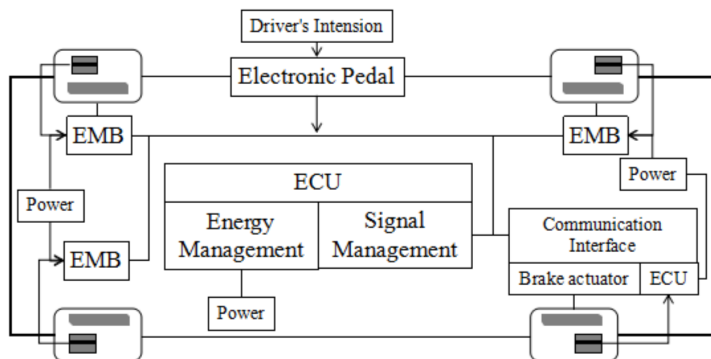 Driver's Intension
Electronic Pedal
EMB
EMB
ECU
Power
Power
Energy
Management
Signal
Management
Communication
Interface
EMB
Brake actuator
ECU
Power